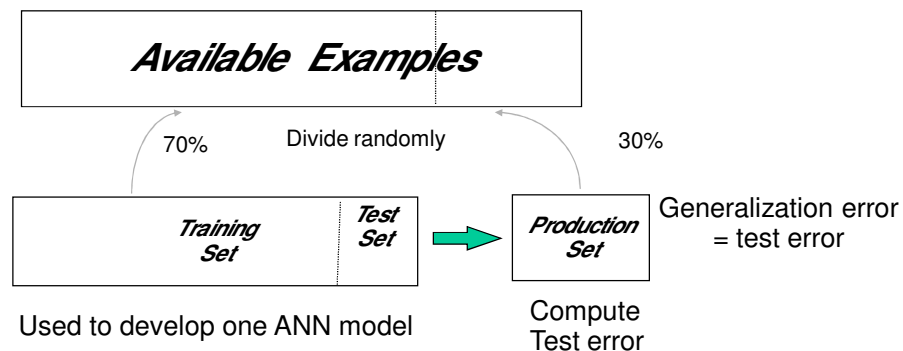 Available Examples
70%
Divide randomly
30%
Training
Set
Test
Set
Production
Set
Generalization error
= test error
Used to develop one ANN model
Compute
Test error